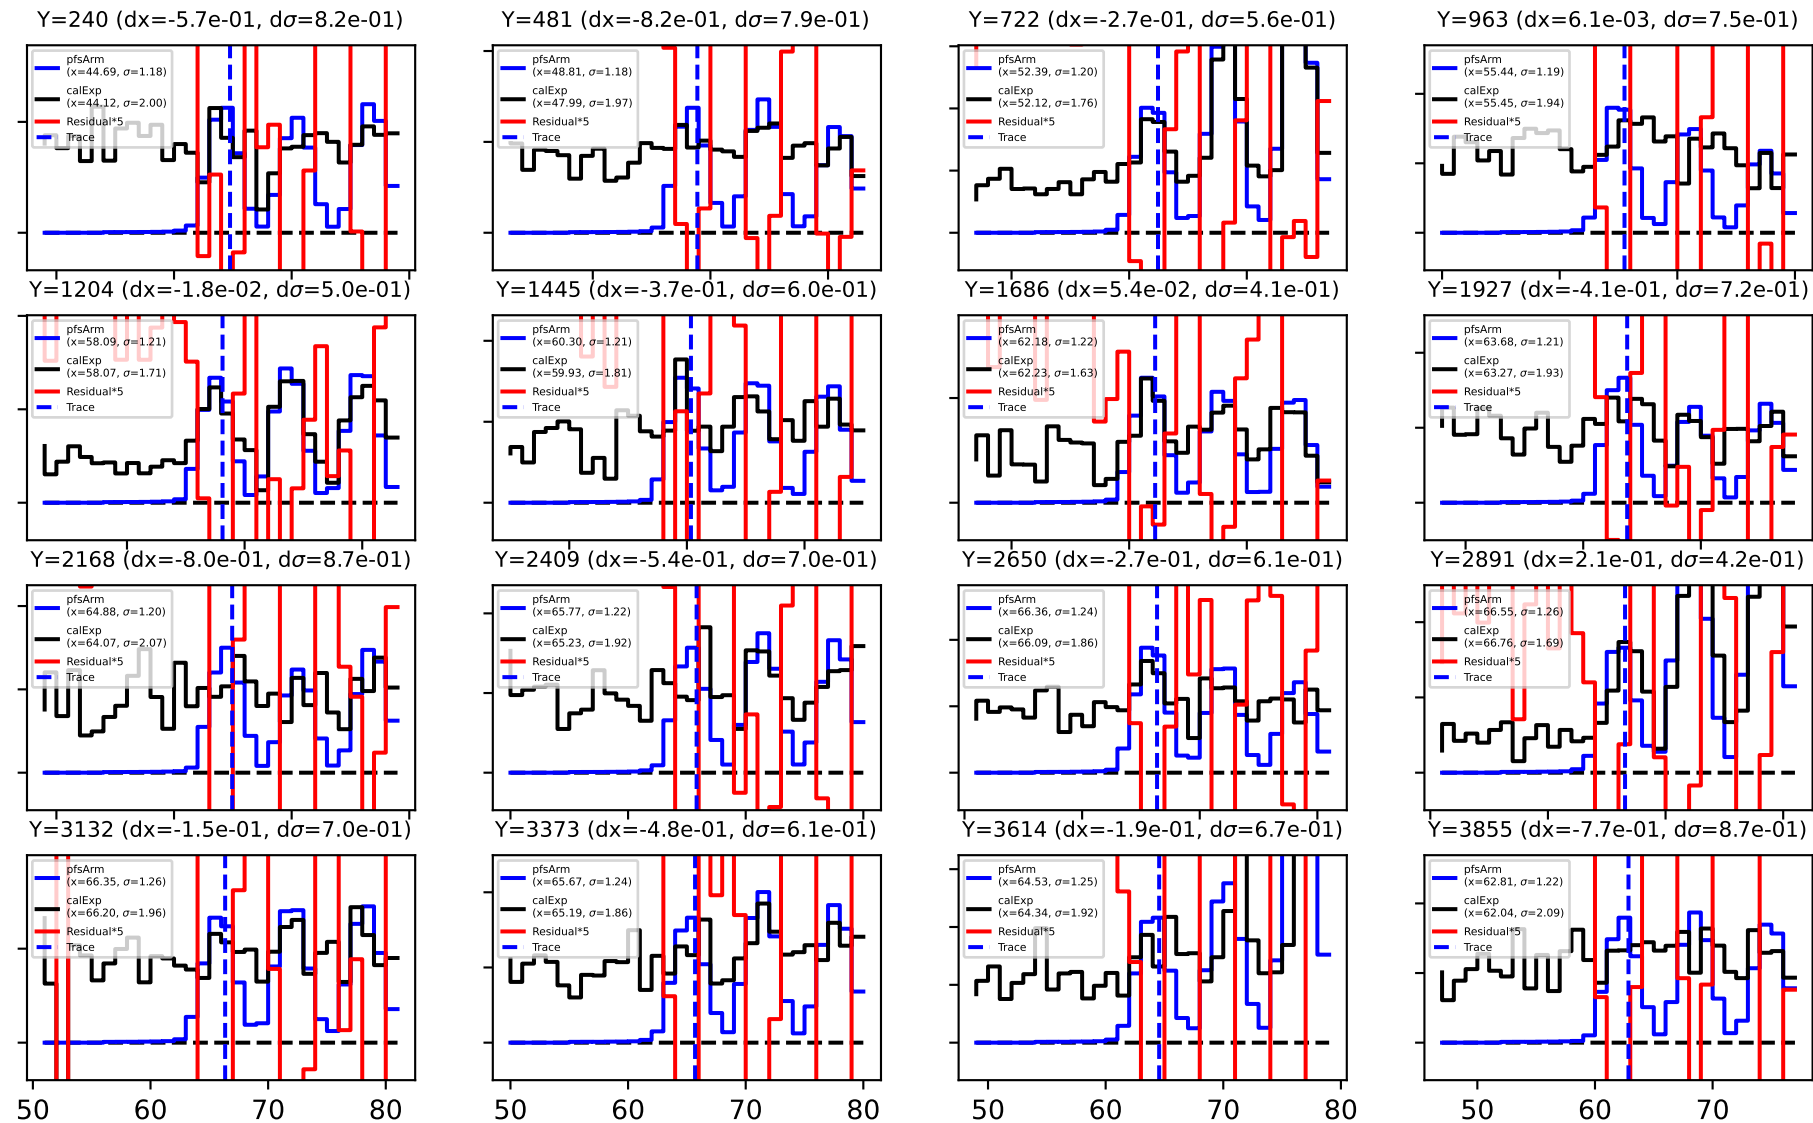 Y=240 (dx=-5.7e-01, dσ=8.2e-01)
pfsArm
(x=44.69, σ=1.18)
calExp
(x=44.12, σ=2.00)
Residual*5
Trace
Y=481 (dx=-8.2e-01, dσ=7.9e-01)
pfsArm
(x=48.81, σ=1.18)
calExp
(x=47.99, σ=1.97)
Residual*5
Trace
Y=722 (dx=-2.7e-01, dσ=5.6e-01)
pfsArm
(x=52.39, σ=1.20)
calExp
(x=52.12, σ=1.76)
Residual*5
Trace
Y=963 (dx=6.1e-03, dσ=7.5e-01)
pfsArm
(x=55.44, σ=1.19)
calExp
(x=55.45, σ=1.94)
Residual*5
Trace
Y=1204 (dx=-1.8e-02, dσ=5.0e-01)
pfsArm
(x=58.09, σ=1.21)
calExp
(x=58.07, σ=1.71)
Residual*5
Trace
Y=1445 (dx=-3.7e-01, dσ=6.0e-01)
pfsArm
(x=60.30, σ=1.21)
calExp
(x=59.93, σ=1.81)
Residual*5
Trace
Y=1686 (dx=5.4e-02, dσ=4.1e-01)
pfsArm
(x=62.18, σ=1.22)
calExp
(x=62.23, σ=1.63)
Residual*5
Trace
Y=1927 (dx=-4.1e-01, dσ=7.2e-01)
pfsArm
(x=63.68, σ=1.21)
calExp
(x=63.27, σ=1.93)
Residual*5
Trace
Y=2168 (dx=-8.0e-01, dσ=8.7e-01)
pfsArm
(x=64.88, σ=1.20)
calExp
(x=64.07, σ=2.07)
Residual*5
Trace
Y=2409 (dx=-5.4e-01, dσ=7.0e-01)
pfsArm
(x=65.77, σ=1.22)
calExp
(x=65.23, σ=1.92)
Residual*5
Trace
Y=2650 (dx=-2.7e-01, dσ=6.1e-01)
pfsArm
(x=66.36, σ=1.24)
calExp
(x=66.09, σ=1.86)
Residual*5
Trace
Y=2891 (dx=2.1e-01, dσ=4.2e-01)
pfsArm
(x=66.55, σ=1.26)
calExp
(x=66.76, σ=1.69)
Residual*5
Trace
Y=3132 (dx=-1.5e-01, dσ=7.0e-01)
pfsArm
(x=66.35, σ=1.26)
calExp
(x=66.20, σ=1.96)
Residual*5
Trace
Y=3373 (dx=-4.8e-01, dσ=6.1e-01)
pfsArm
(x=65.67, σ=1.24)
calExp
(x=65.19, σ=1.86)
Residual*5
Trace
Y=3614 (dx=-1.9e-01, dσ=6.7e-01)
pfsArm
(x=64.53, σ=1.25)
calExp
(x=64.34, σ=1.92)
Residual*5
Trace
Y=3855 (dx=-7.7e-01, dσ=8.7e-01)
pfsArm
(x=62.81, σ=1.22)
calExp
(x=62.04, σ=2.09)
Residual*5
Trace
50 60 70 80
50 60 70 80
50 60 70 80
50 60 70